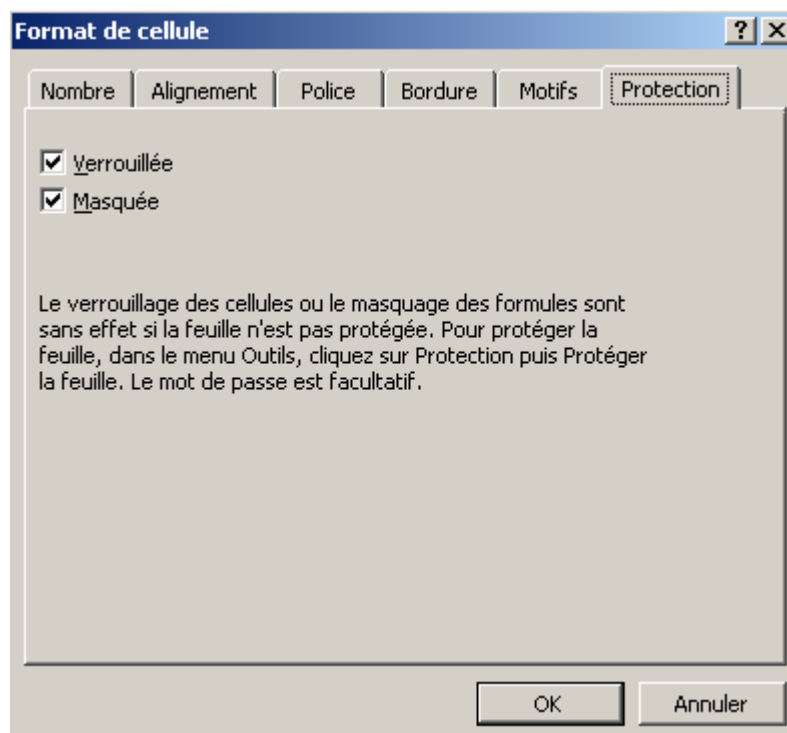 Format de cellule
Nombre Alignement Police Bordure Motifs Protection
Verrouillée
Masquée
Le verrouillage des cellules ou le masquage des formules sont
sans effet si la feuille n'est pas protégée. Pour protéger la
feuille, dans le menu Outils, cliquez sur Protection puis Protéger
la feuille. Le mot de passe est facultatif.
OK Annuler